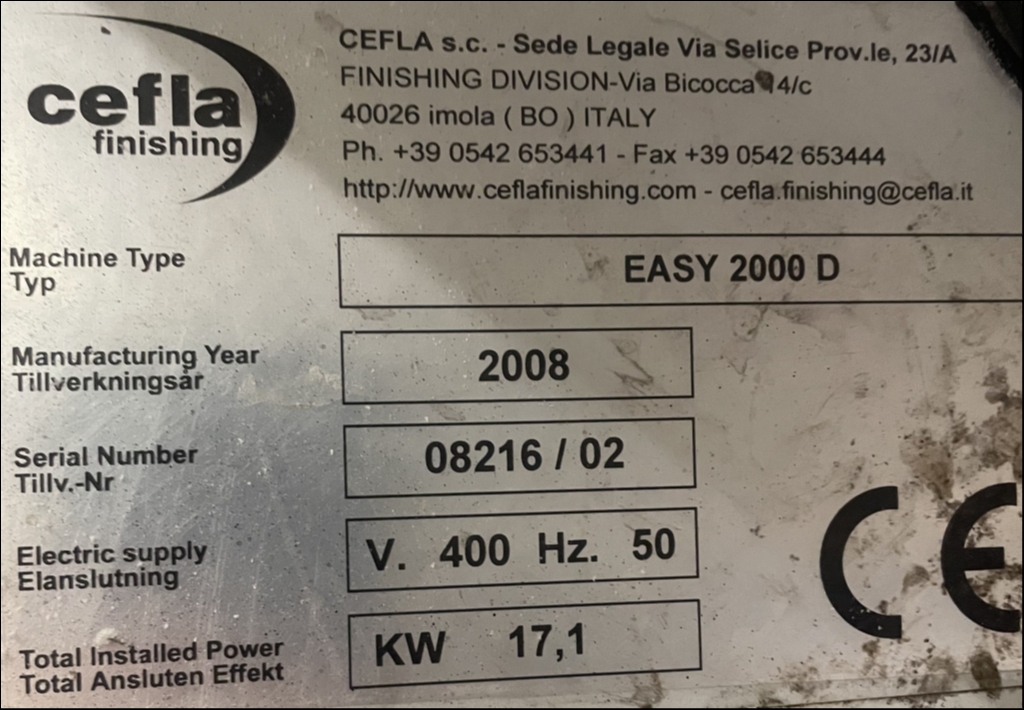 cefla
finishing
CEFLA s.c. - Sede Legale Via Selice Prov.le, 23/A
FINISHING DIVISION-Via Bicocca 14/c
40026 imola ( BO ) ITALY
Ph. +39 0542 653441 - Fax +39 0542 653444
http://www.ceflafinishing.com - cefla.finishing@cefla.it
Machine Type
Typ
EASY 2000 D
Manufacturing Year
Tillverkningsår
2008
Serial Number
Tillv.-Nr
08216 / 02
Electric supply
Elanslutning
V. 400 Hz. 50
Total Installed Power
Total Ansluten Effekt
KW 17,1
CE